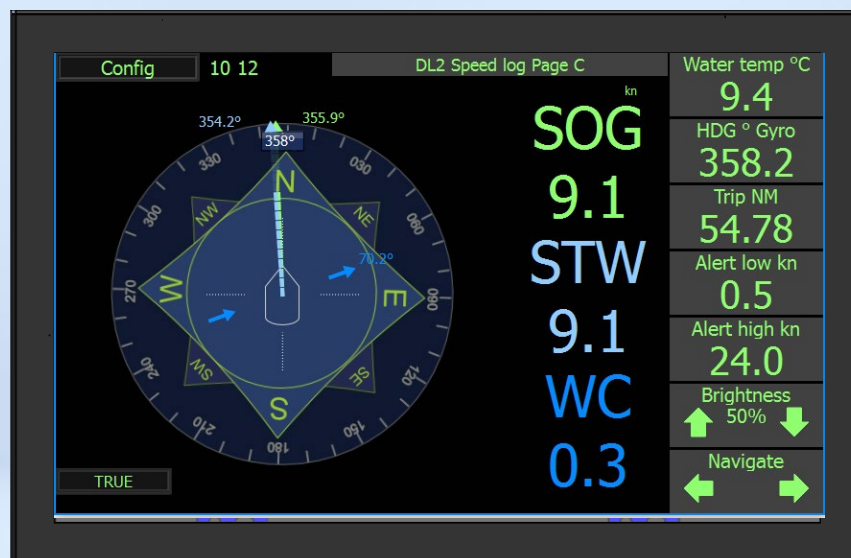 Config
10 12
DL2 Speed log Page C
354.2°
355.9°
358°
330
030
300
060
270
090
240
120
210
150
180
N
NE
E
SE
S
SW
W
NW
70.2°
TRUE
kn
SOG
9.1
STW
9.1
WC
0.3
Water temp °C
9.4
HDG ° Gyro
358.2
Trip NM
54.78
Alert low kn
0.5
Alert high kn
24.0
Brightness
50%
Navigate